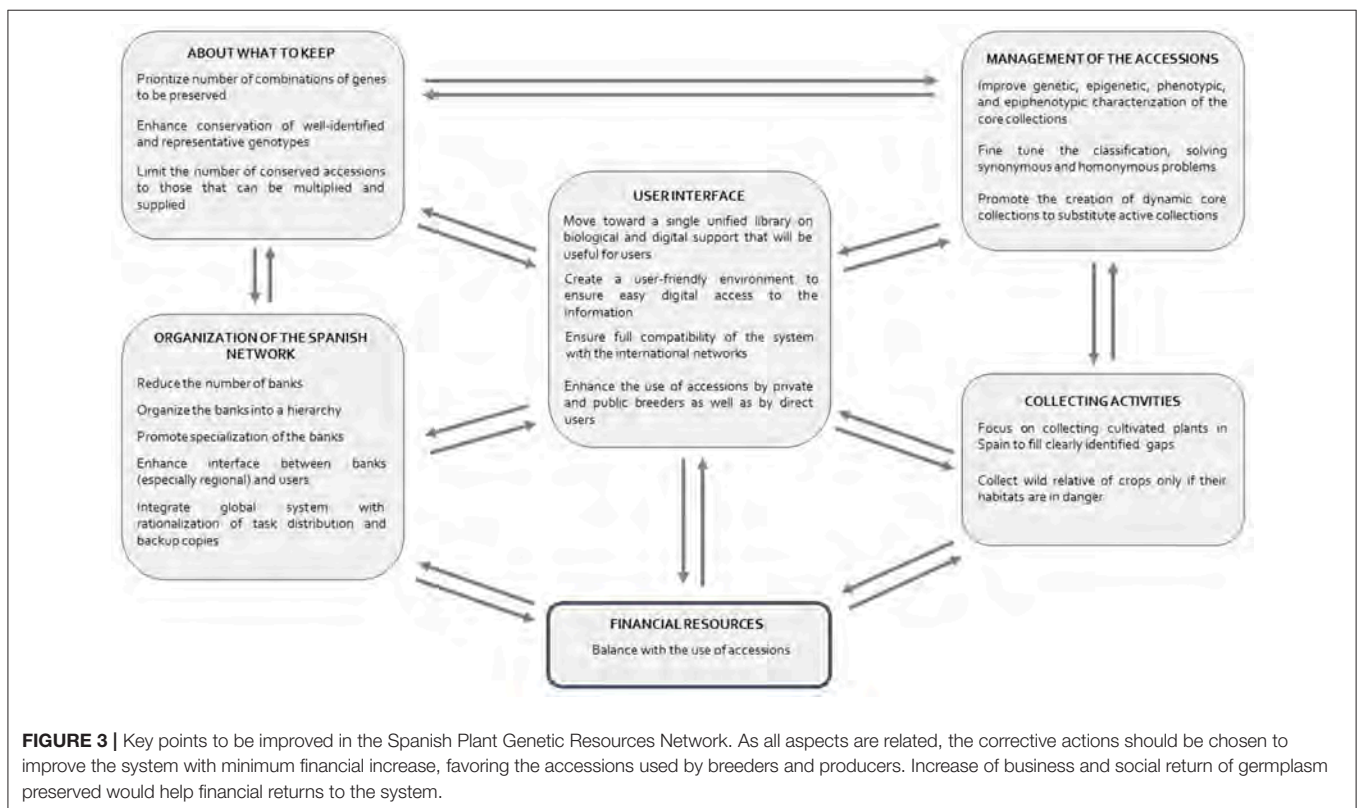 ABOUT WHAT TO KEEP
Prioritize number of combinations of genes
to be preserved
Enhance conservation of well-identified
and representative genotypes
Limit the number of conserved accessions
to those that can be multiplied and
supplied
MANAGEMENT OF THE ACCESSIONS
Improve genetic, epigenetic, phenotypic,
and epiphenotypic characterization of the
core collections
Fine tune the classification, solving
synonymous and homonymous problems
Promote the creation of dynamic core
collections to substitute active collections
USER INTERFACE
Move toward a single unified library on
biological and digital support that will be
useful for users
Create a user-friendly environment to
ensure easy digital access to the
information
Ensure full compatibility of the system
with the international networks
Enhance the use of accessions by private
and public breeders as well as by direct
users
ORGANIZATION OF THE SPANISH
NETWORK
Reduce the number of banks
Organize the banks into a hierarchy
Promote specialization of the banks
Enhance interface between banks
(especially regional) and users
Integrate global system with
rationalization of task distribution and
backup copies
COLLECTING ACTIVITIES
Focus on collecting cultivated plants in
Spain to fill clearly identified gaps
Collect wild relative of crops only if their
habitats are in danger
FINANCIAL RESOURCES
Balance with the use of accessions
FIGURE 3 | Key points to be improved in the Spanish Plant Genetic Resources Network. As all aspects are related, the corrective actions should be chosen to
improve the system with minimum financial increase, favoring the accessions used by breeders and producers. Increase of business and social return of germplasm
preserved would help financial returns to the system.